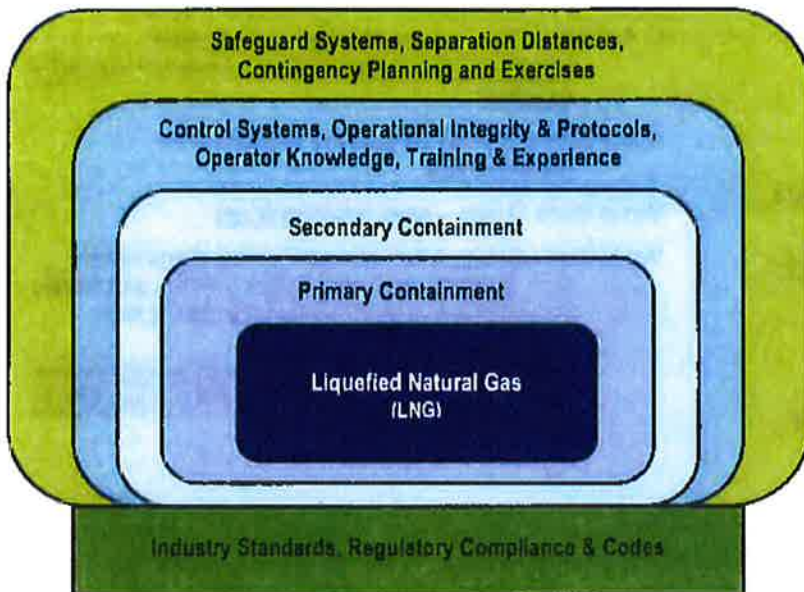 Safeguard Systems, Separation Distances,
Contingency Planning and Exercises
Control Systems, Operational Integrity & Protocols,
Operator Knowledge, Training & Experience
Secondary Containment
Primary Containment
Liquefied Natural Gas
(LNG)
Industry Standards, Regulatory Compliance & Codes